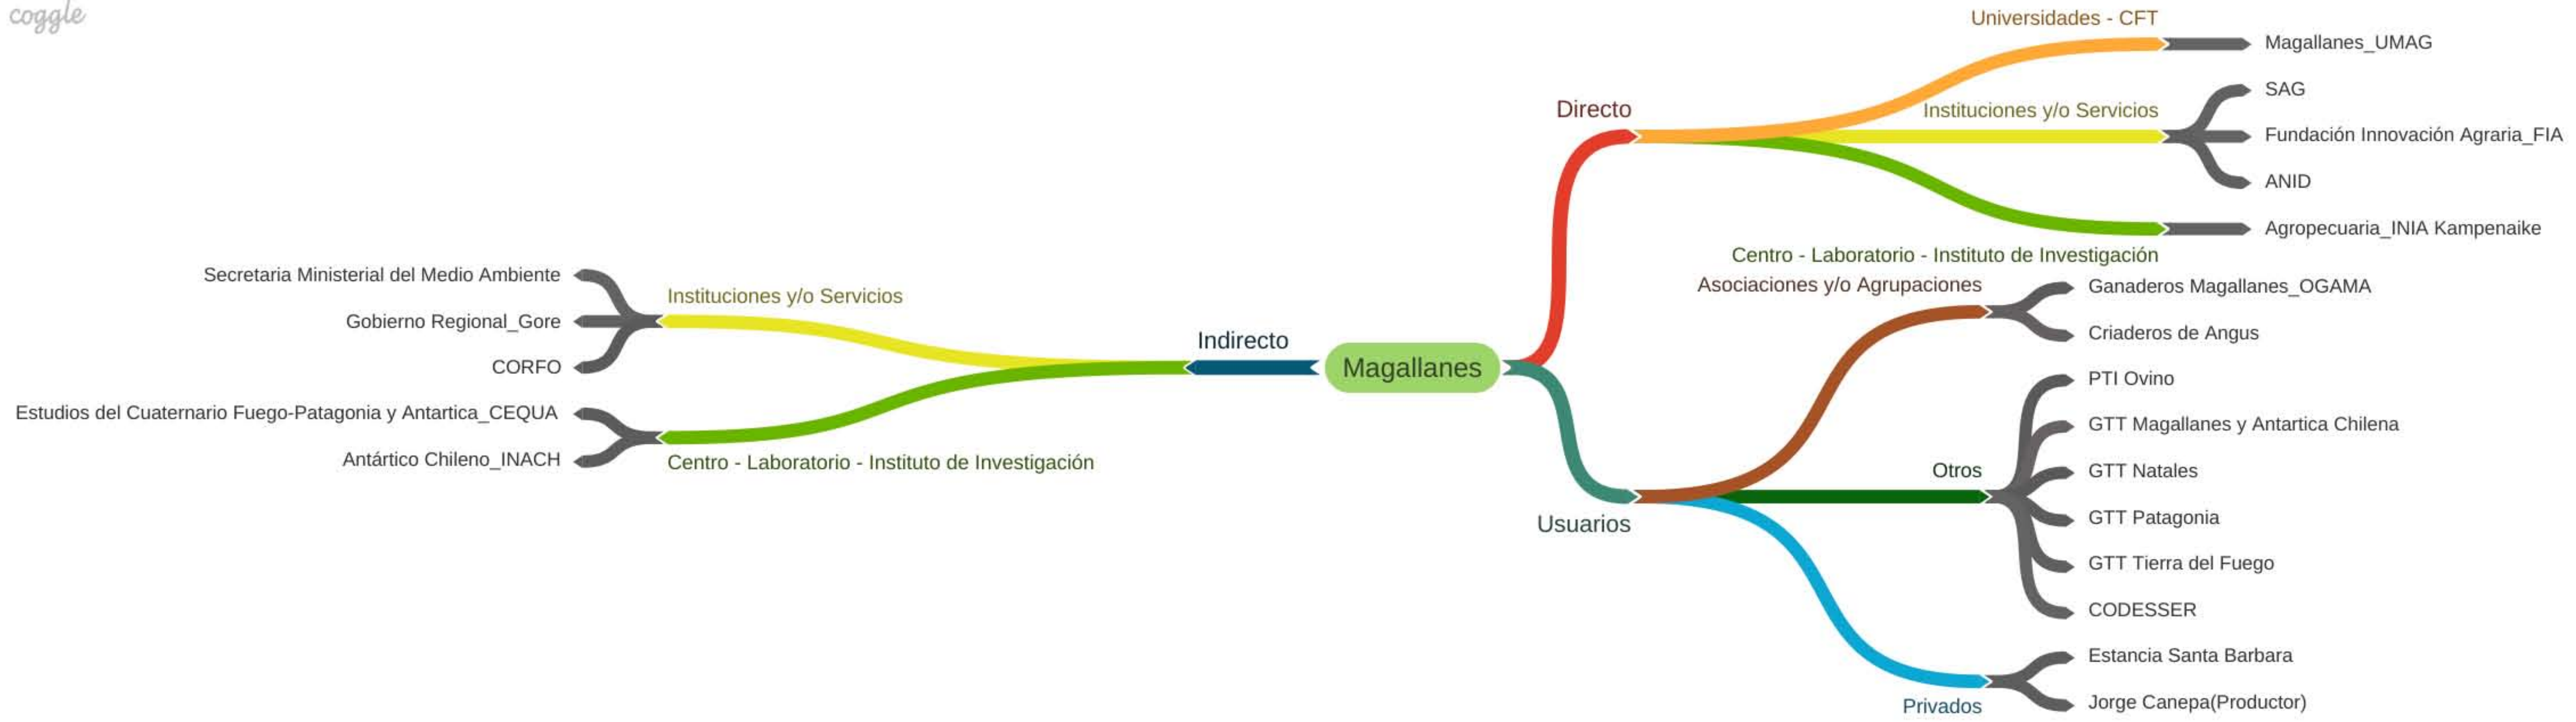 coggle
Magallanes
Directo
Universidades - CFT
Magallanes_UMAG
Instituciones y/o Servicios
SAG
Fundación Innovación Agraria_FIA
ANID
Centro - Laboratorio - Instituto de Investigación
Agropecuaria_INIA Kampenaike
Usuarios
Asociaciones y/o Agrupaciones
Ganaderos Magallanes_OGAMA
Criaderos de Angus
Otros
PTI Ovino
GTT Magallanes y Antartica Chilena
GTT Natales
GTT Patagonia
GTT Tierra del Fuego
CODESSER
Privados
Estancia Santa Barbara
Jorge Canepa(Productor)
Indirecto
Instituciones y/o Servicios
Secretaria Ministerial del Medio Ambiente
Gobierno Regional_Gore
CORFO
Centro - Laboratorio - Instituto de Investigación
Estudios del Cuaternario Fuego-Patagonia y Antartica_CEQUA
Antártico Chileno_INACH